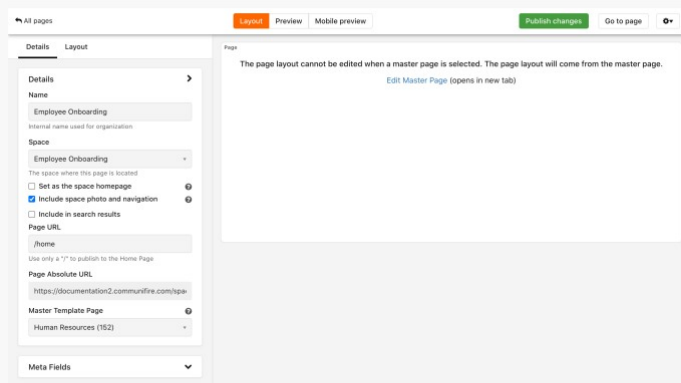 All pages
Layout Preview Mobile preview
Publish changes Go to page
Details Layout
Details
Name
Employee Onboarding
Internal name used for organization
Space
Employee Onboarding
The space where this page is located
Set as the space homepage
Include space photo and navigation
Include in search results
Page URL
/home
Use only a "/" to publish to the Home Page
Page Absolute URL
https://documentation2.communifire.com/spa
Master Template Page
Human Resources (152)
Meta Fields
Page
The page layout cannot be edited when a master page is selected. The page layout will come from the master page.
Edit Master Page (opens in new tab)